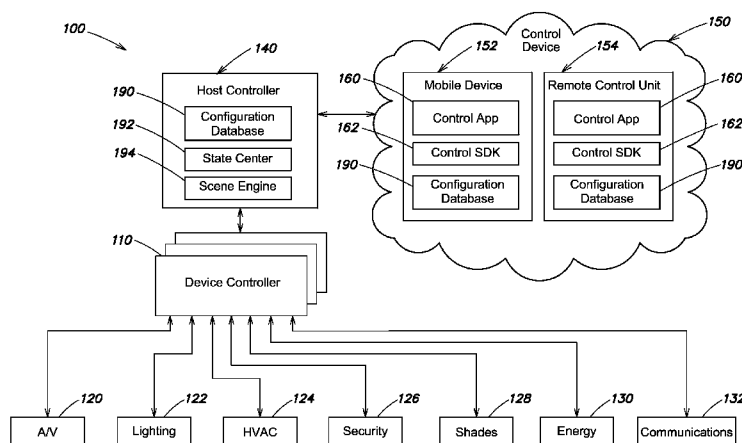 100
140
Host Controller
190
Configuration
Database
192
State Center
194
Scene Engine
Control
Device
150
152
Mobile Device
160
Control App
162
Control SDK
190
Configuration
Database
154
Remote Control Unit
160
Control App
162
Control SDK
190
Configuration
Database
110
Device Controller
120
A/V
122
Lighting
124
HVAC
126
Security
128
Shades
130
Energy
132
Communications